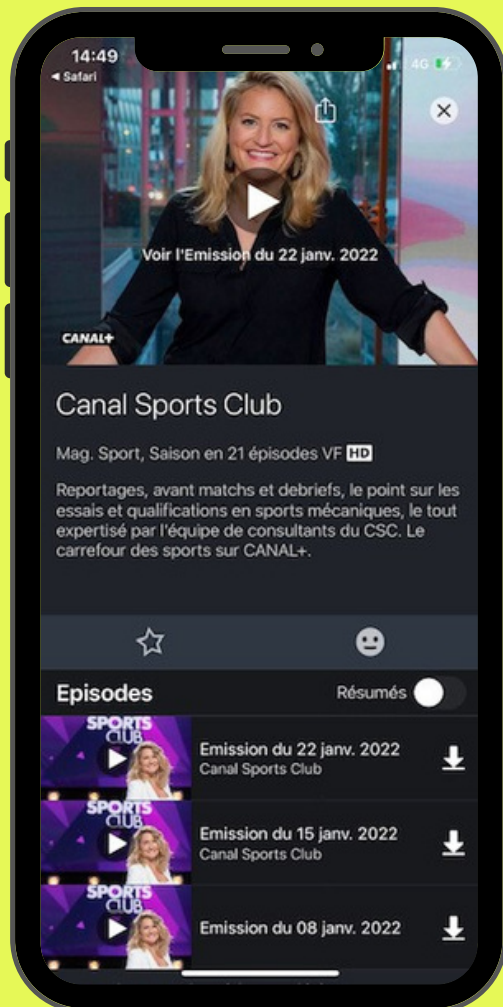 14:49
4G
◀ Safari
Voir l'Emission du 22 janv. 2022
CANAL+
Canal Sports Club
Mag. Sport, Saison en 21 épisodes VF HD
Reportages, avant matchs et debriefs, le point sur les
essais et qualifications en sports mécaniques, le tout
expertisé par l'équipe de consultants du CSC. Le
carrefour des sports sur CANAL+.
Episodes
Résumés
SPORTS
CLUB
Emission du 22 janv. 2022
Canal Sports Club
SPORTS
CLUB
Emission du 15 janv. 2022
Canal Sports Club
SPORTS
CLUB
Emission du 08 janv. 2022